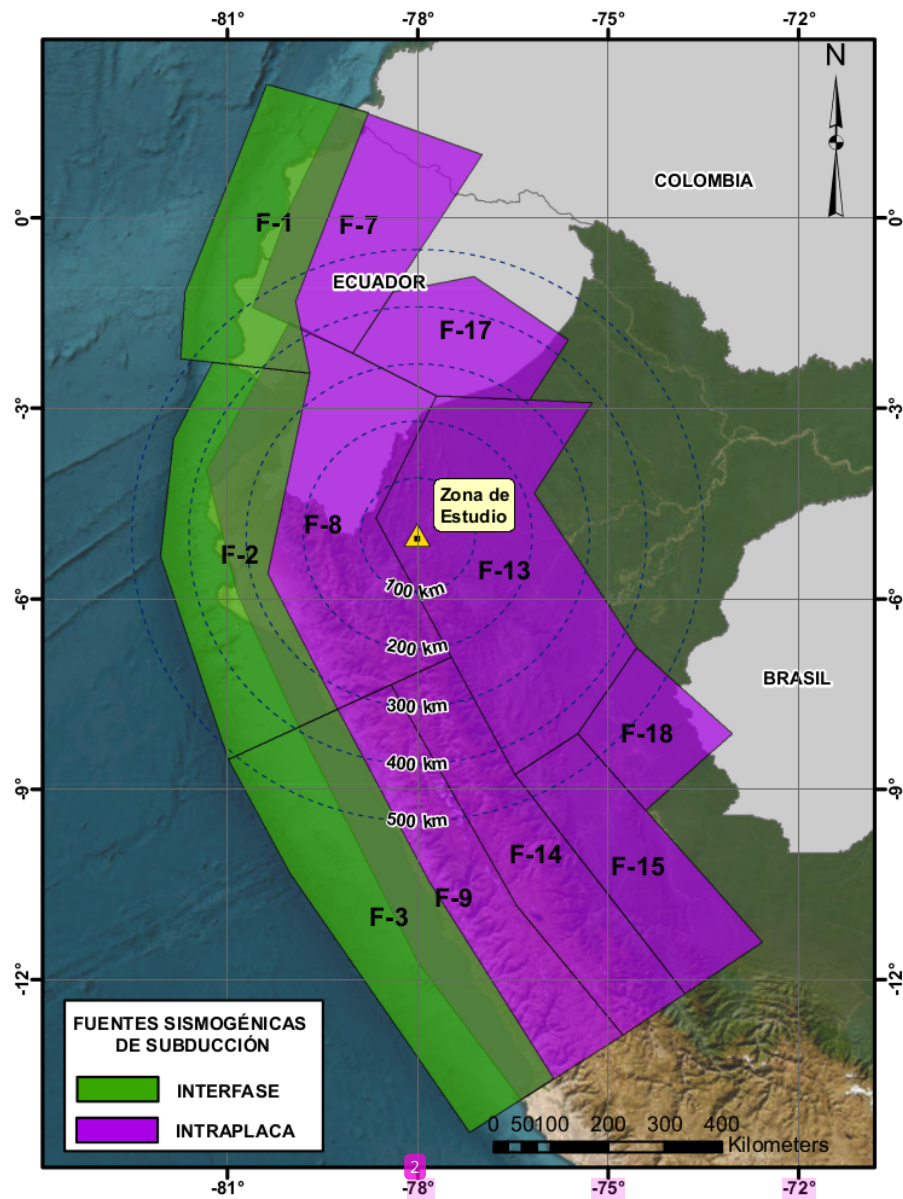 -81°
-78°
-75°
-72°
N
COLOMBIA
0°
0°
F-1
F-7
ECUADOR
F-17
-3°
-3°
Zona de
Estudio
F-8
F-2
F-13
100 km
-6°
-6°
200 km
BRASIL
300 km
F-18
400 km
-9°
-9°
500 km
F-14
F-15
F-9
F-3
-12°
-12°
FUENTES SISMOGÉNICAS
DE SUBDUCCIÓN
INTERFASE
INTRAPLACA
0 50 100 200 300 400
Kilometers
2
-81°
-78°
-75°
-72°